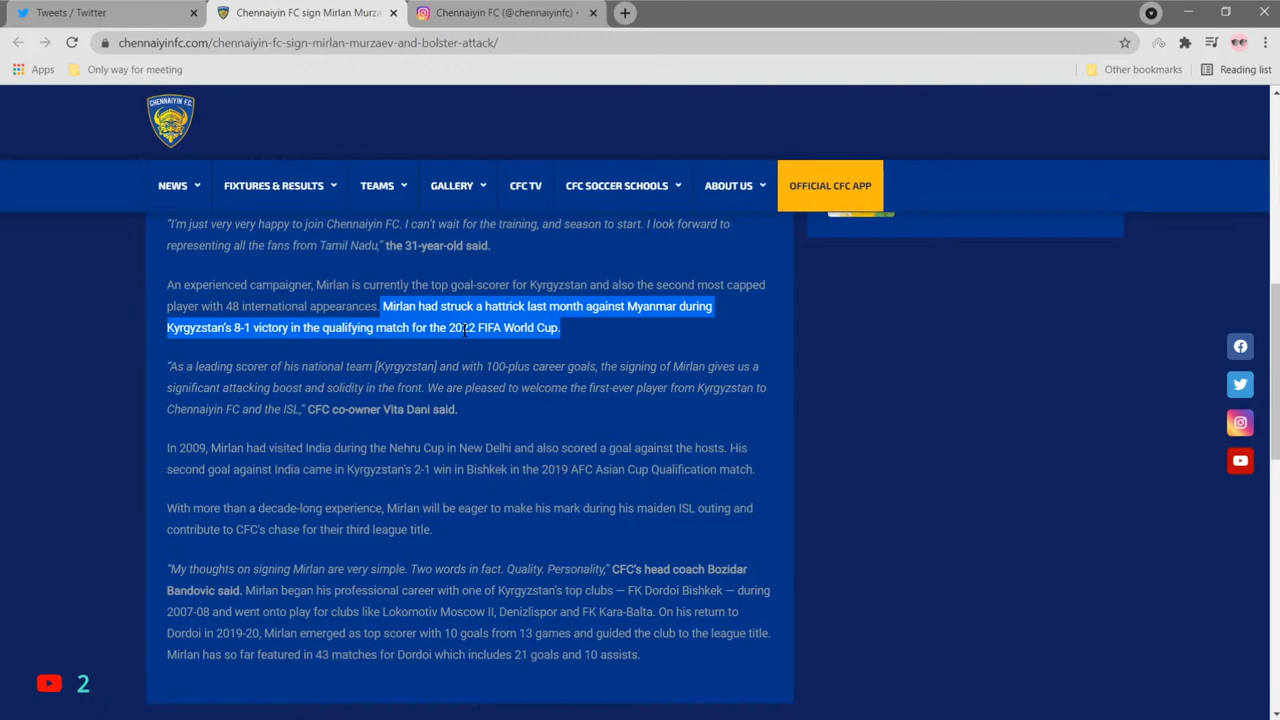 Tweets / Twitter
Chennaiyin FC sign Mirlan Murza
Chennaiyin FC (@chennaiyinfc) •
chennaiyinfc.com/chennaiyin-fc-sign-mirlan-murzaev-and-bolster-attack/
Apps
Only way for meeting
Other bookmarks
Reading list
CHENNAIYIN F.C.
NEWS
FIXTURES & RESULTS
TEAMS
GALLERY
CFC TV
CFC SOCCER SCHOOLS
ABOUT US
OFFICIAL CFC APP
"I'm just very very happy to join Chennaiyin FC. I can't wait for the training, and season to start. I look forward to
representing all the fans from Tamil Nadu," the 31-year-old said.
An experienced campaigner, Mirlan is currently the top goal-scorer for Kyrgyzstan and also the second most capped
player with 48 international appearances. Mirlan had struck a hattrick last month against Myanmar during
Kyrgyzstan's 8-1 victory in the qualifying match for the 2022 FIFA World Cup.
"As a leading scorer of his national team [Kyrgyzstan] and with 100-plus career goals, the signing of Mirlan gives us a
significant attacking boost and solidity in the front. We are pleased to welcome the first-ever player from Kyrgyzstan to
Chennaiyin FC and the ISL," CFC co-owner Vita Dani said.
In 2009, Mirlan had visited India during the Nehru Cup in New Delhi and also scored a goal against the hosts. His
second goal against India came in Kyrgyzstan's 2-1 win in Bishkek in the 2019 AFC Asian Cup Qualification match.
With more than a decade-long experience, Mirlan will be eager to make his mark during his maiden ISL outing and
contribute to CFC's chase for their third league title.
"My thoughts on signing Mirlan are very simple. Two words in fact. Quality. Personality," CFC's head coach Bozidar
Bandovic said. Mirlan began his professional career with one of Kyrgyzstan's top clubs — FK Dordoi Bishkek — during
2007-08 and went onto play for clubs like Lokomotiv Moscow II, Denizlispor and FK Kara-Balta. On his return to
Dordoi in 2019-20, Mirlan emerged as top scorer with 10 goals from 13 games and guided the club to the league title.
Mirlan has so far featured in 43 matches for Dordoi which includes 21 goals and 10 assists.
2